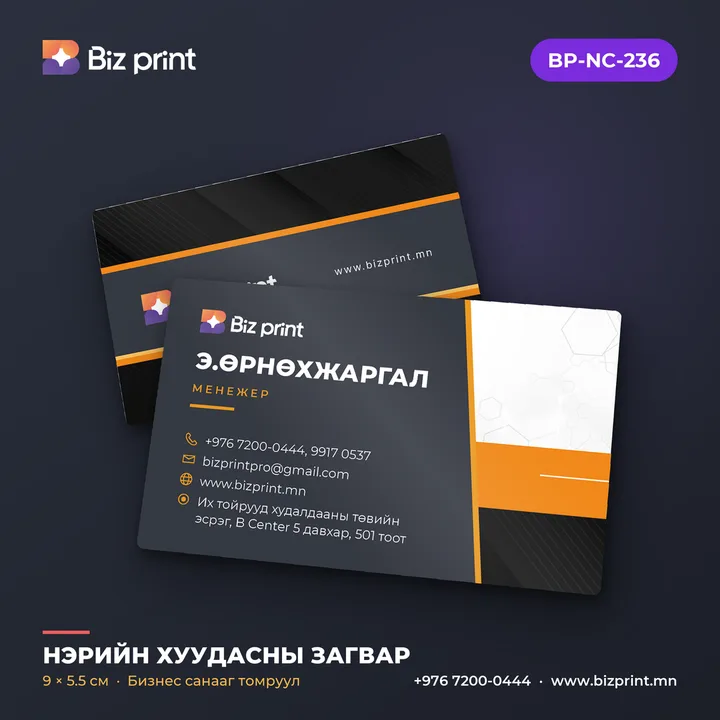 Biz print
BP-NC-236
www.bizprint.mn
Biz print
Э.ӨРНӨХЖАРГАЛ
МЕНЕЖЕР
+976 7200-0444, 9917 0537
bizprintpro@gmail.com
www.bizprint.mn
Их тойрууд худалдааны төвийн
эсрэг, B Center 5 давхар, 501 тоот
НЭРИЙН ХУУДАСНЫ ЗАГВАР
9 × 5.5 см · Бизнес санааг томруул
+976 7200-0444 · www.bizprint.mn